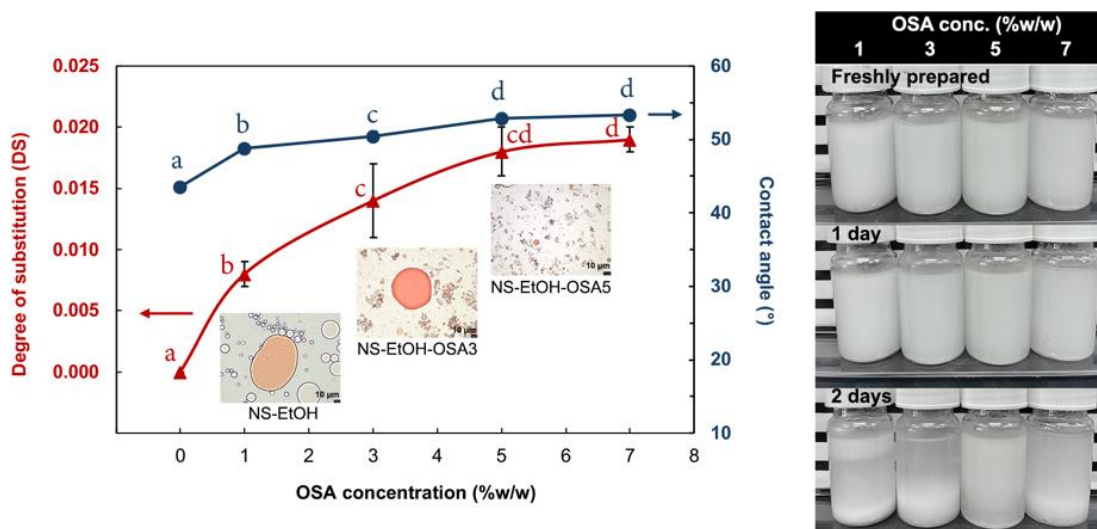 Degree of substitution (DS)
0.025
0.020
0.015
0.010
0.005
0.000
a
b
c
cd
d
a
b
c
d
d
10 µm
NS-EtOH
10 µm
NS-EtOH-OSA3
10 µm
NS-EtOH-OSA5
0 1 2 3 4 5 6 7 8
OSA concentration (%w/w)
60
50
40
30
20
10
Contact angle (°)
OSA conc. (%w/w)
1 3 5 7
Freshly prepared
1 day
2 days